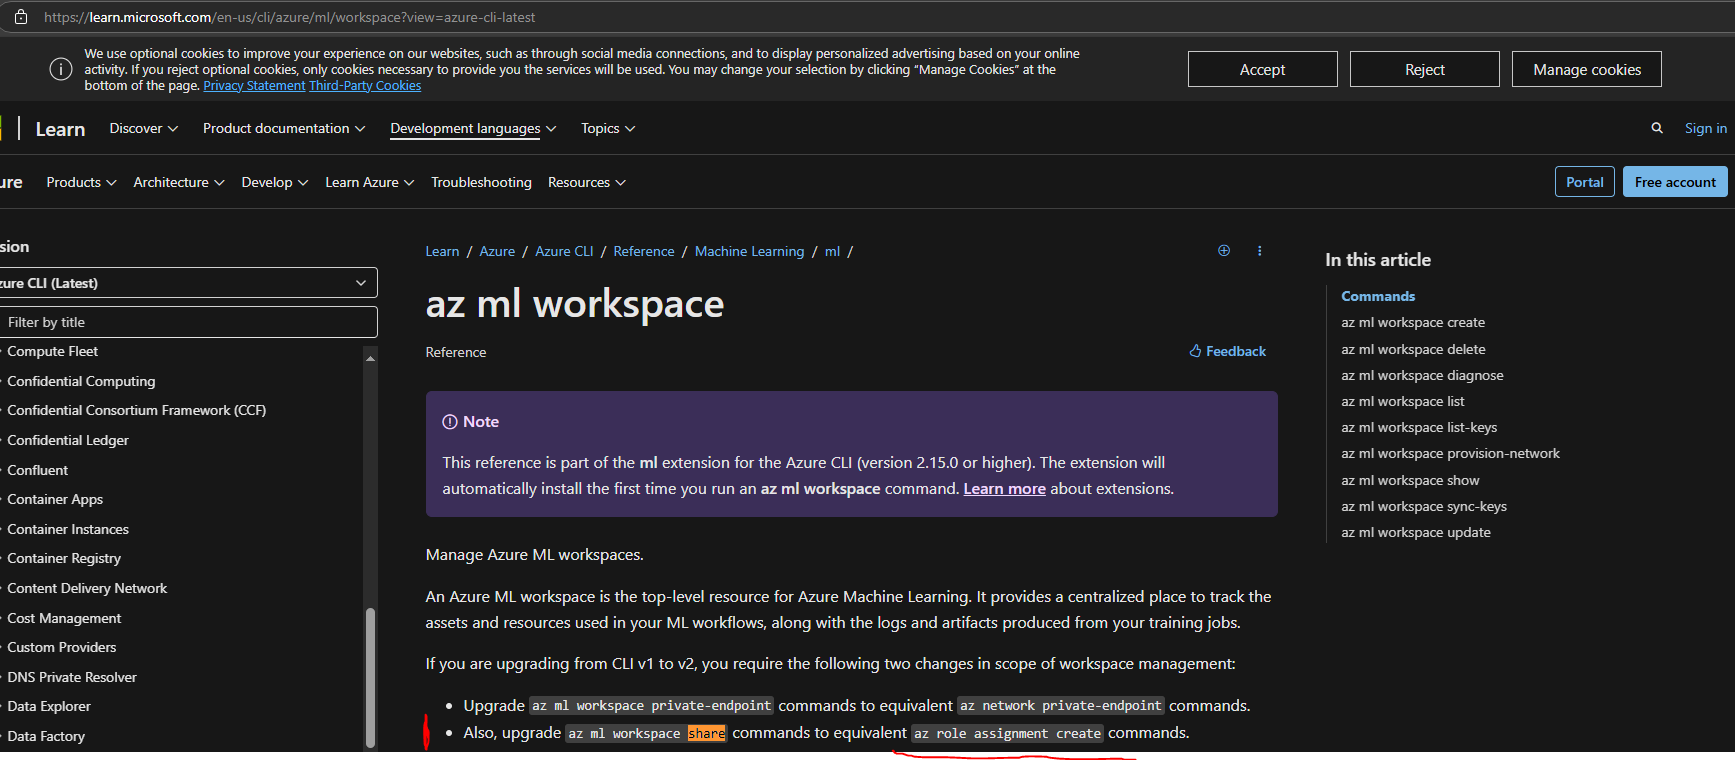 https://learn.microsoft.com/en-us/cli/azure/ml/workspace?view=azure-cli-latest
We use optional cookies to improve your experience on our websites, such as through social media connections, and to display personalized advertising based on your online
activity. If you reject optional cookies, only cookies necessary to provide you the services will be used. You may change your selection by clicking “Manage Cookies” at the
bottom of the page. Privacy Statement Third-Party Cookies
Accept
Reject
Manage cookies
Learn
Discover
Product documentation
Development languages
Topics
Sign in
ure
Products
Architecture
Develop
Learn Azure
Troubleshooting
Resources
Portal
Free account
sion
zure CLI (Latest)
Filter by title
Compute Fleet
Confidential Computing
Confidential Consortium Framework (CCF)
Confidential Ledger
Confluent
Container Apps
Container Instances
Container Registry
Content Delivery Network
Cost Management
Custom Providers
DNS Private Resolver
Data Explorer
Data Factory
Learn / Azure / Azure CLI / Reference / Machine Learning / ml /
az ml workspace
Reference
Feedback
Note
This reference is part of the ml extension for the Azure CLI (version 2.15.0 or higher). The extension will
automatically install the first time you run an az ml workspace command. Learn more about extensions.
Manage Azure ML workspaces.
An Azure ML workspace is the top-level resource for Azure Machine Learning. It provides a centralized place to track the
assets and resources used in your ML workflows, along with the logs and artifacts produced from your training jobs.
If you are upgrading from CLI v1 to v2, you require the following two changes in scope of workspace management:
• Upgrade az ml workspace private-endpoint commands to equivalent az network private-endpoint commands.
• Also, upgrade az ml workspace share commands to equivalent az role assignment create commands.
In this article
Commands
az ml workspace create
az ml workspace delete
az ml workspace diagnose
az ml workspace list
az ml workspace list-keys
az ml workspace provision-network
az ml workspace show
az ml workspace sync-keys
az ml workspace update